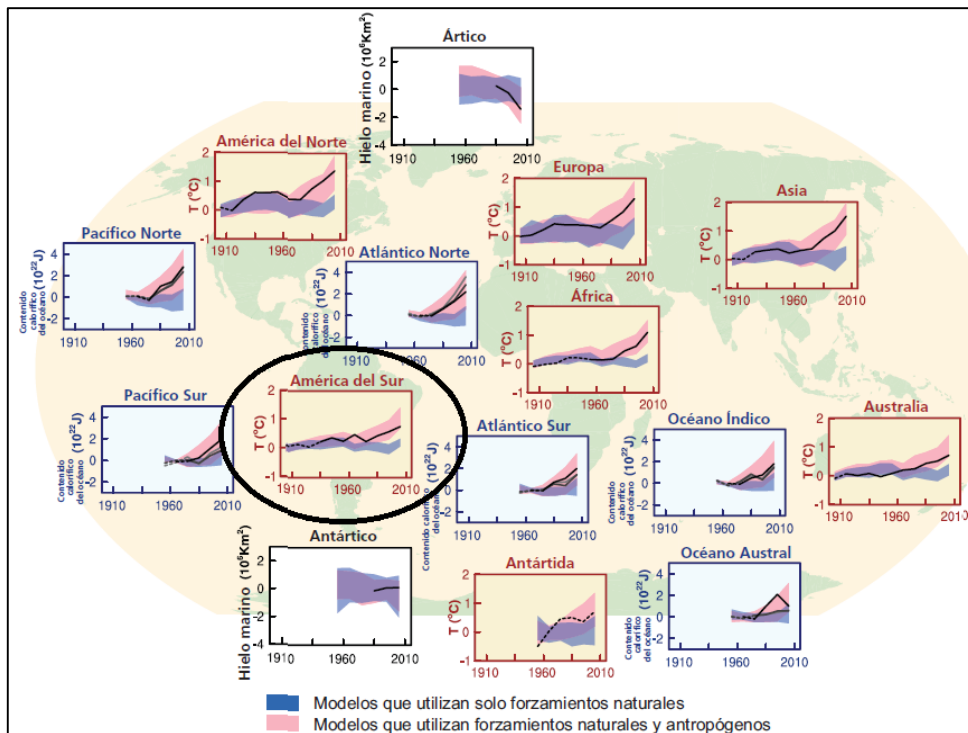 Ártico
Hielo marino (10⁶Km²)
2
0
-2
-4
1910
1960
2010
América del Norte
T (°C)
2
1
0
-1
1910
1960
2010
Europa
T (°C)
2
1
0
-1
1910
1960
2010
Asia
T (°C)
2
1
0
-1
1910
1960
2010
Pacífico Norte
Contenido
calorífico
del océano (10²²J)
4
2
0
-2
1910
1960
2010
Atlántico Norte
Contenido
calorífico
del océano (10²²J)
4
2
0
-2
1910
1960
2010
África
T (°C)
2
1
0
-1
1910
1960
2010
Pacífico Sur
Contenido
calorífico
del océano (10²²J)
4
2
0
-2
1910
1960
2010
América del Sur
T (°C)
2
1
0
-1
1910
1960
2010
Atlántico Sur
Contenido calorífico
del océano (10²²J)
4
2
0
-2
1910
1960
2010
Océano Índico
Contenido calorífico
del océano (10²²J)
4
2
0
-2
1910
1960
2010
Australia
T (°C)
2
1
0
-1
1910
1960
2010
Antártico
Hielo marino (10⁶Km²)
2
0
-2
-4
1910
1960
2010
Antártida
T (°C)
2
1
0
-1
1910
1960
2010
Océano Austral
Contenido calorífico
del océano (10²²J)
4
2
0
-2
1910
1960
2010
Modelos que utilizan solo forzamientos naturales
Modelos que utilizan forzamientos naturales y antropógenos